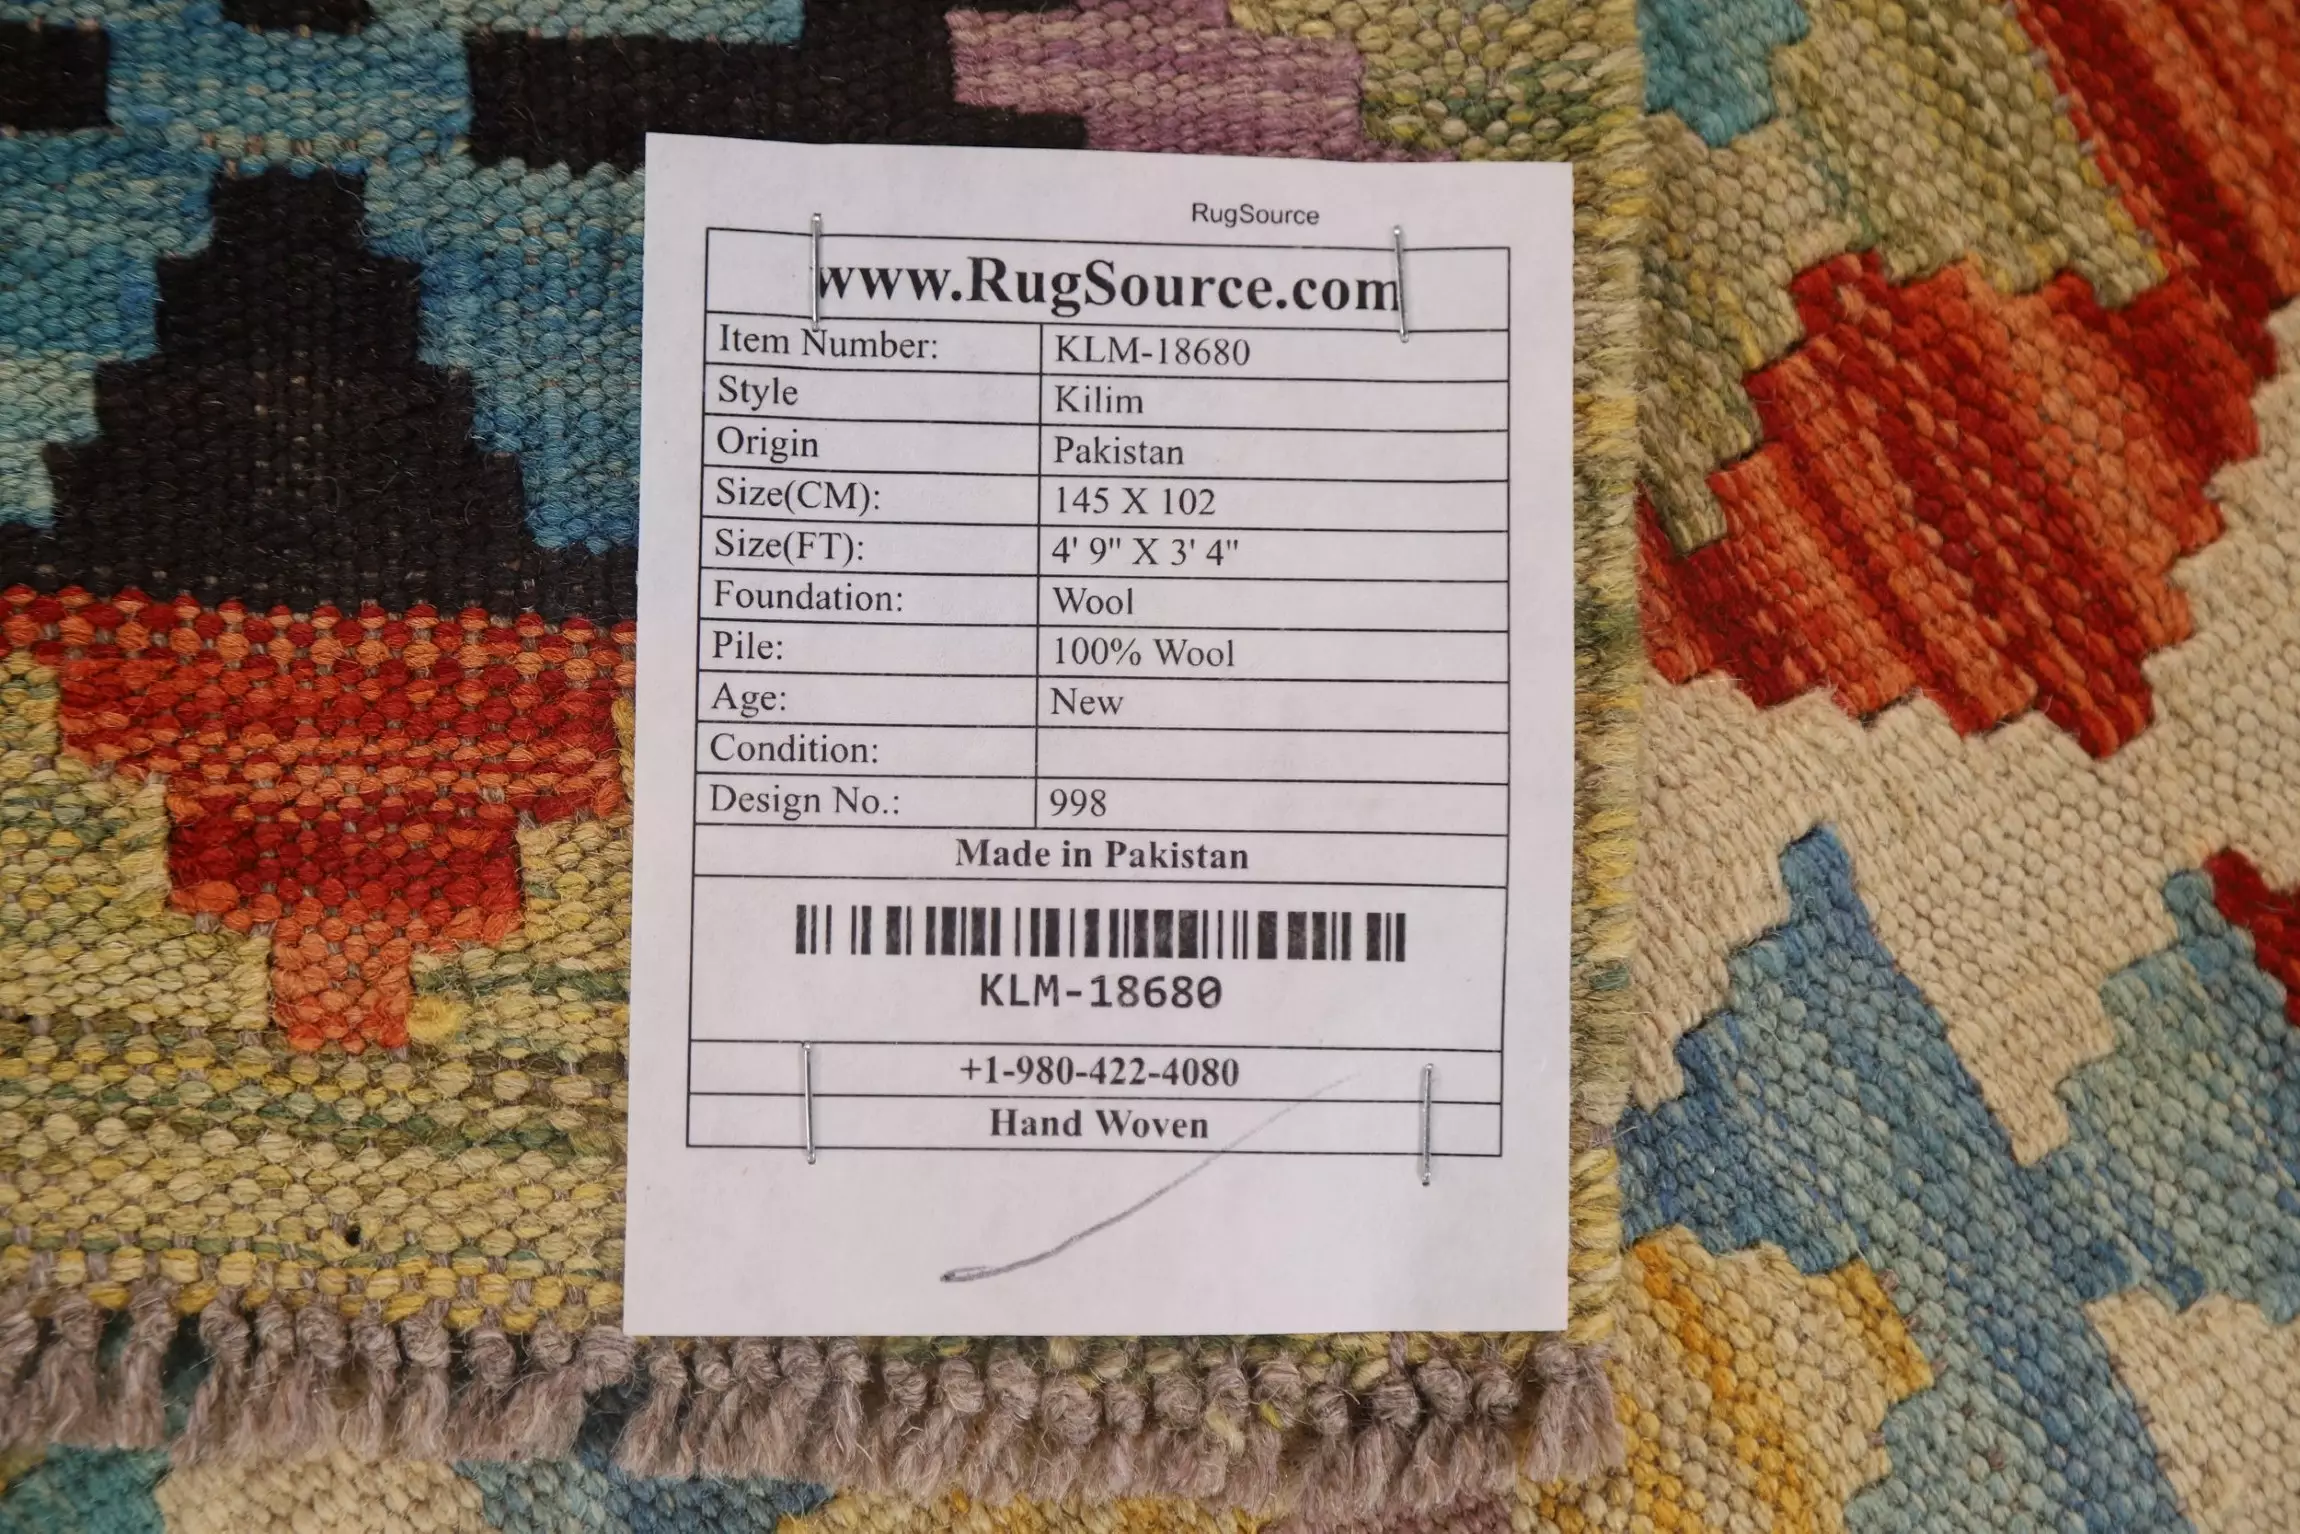 RugSource
www.RugSource.com
Item Number: KLM-18680
Style Kilim
Origin Pakistan
Size(CM): 145 X 102
Size(FT): 4' 9" X 3' 4"
Foundation: Wool
Pile: 100% Wool
Age: New
Condition:
Design No.: 998
Made in Pakistan
KLM-18680
+1-980-422-4080
Hand Woven